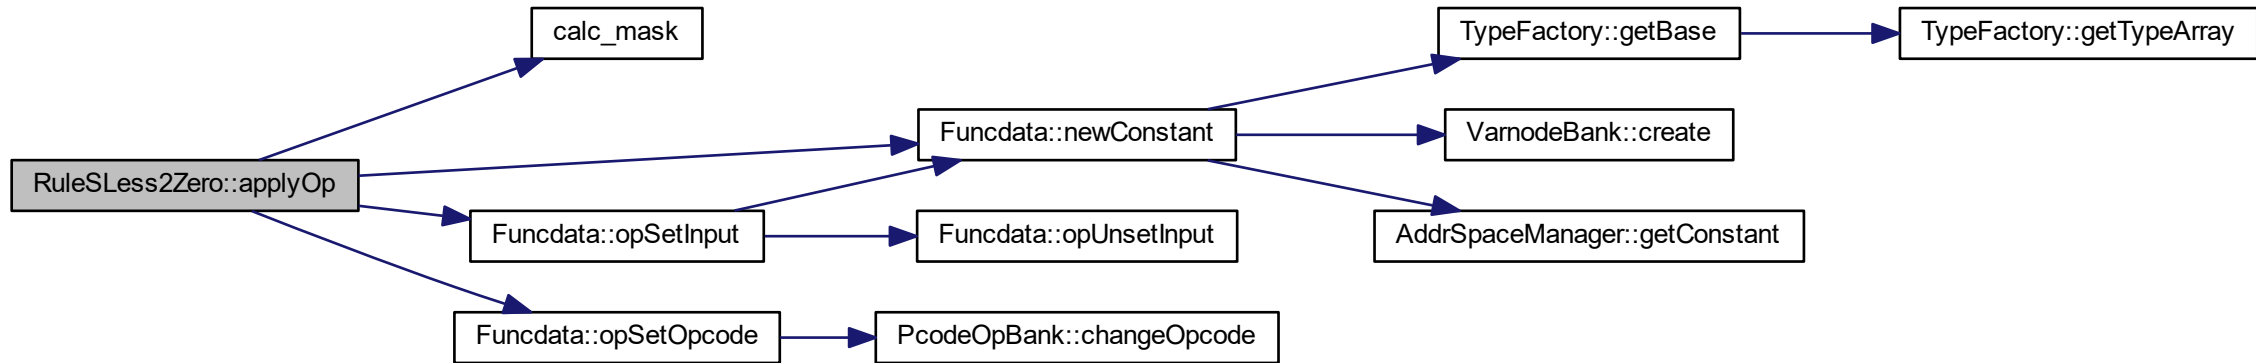 calc_mask
TypeFactory::getBase
TypeFactory::getTypeArray
Funcdata::newConstant
VarnodeBank::create
RuleSLess2Zero::applyOp
Funcdata::opSetInput
Funcdata::opUnsetInput
AddrSpaceManager::getConstant
Funcdata::opSetOpcode
PcodeOpBank::changeOpcode